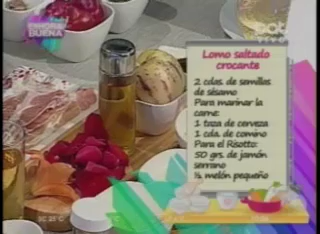 BUENA
Lomo saltado
crocante
2 cdas. de semillas
de sésamo
Para marinar la
carne:
1 taza de cerveza
1 cda. de comino
Para el Risotto:
50 grs. de jamón
serrano
½ melón pequeño